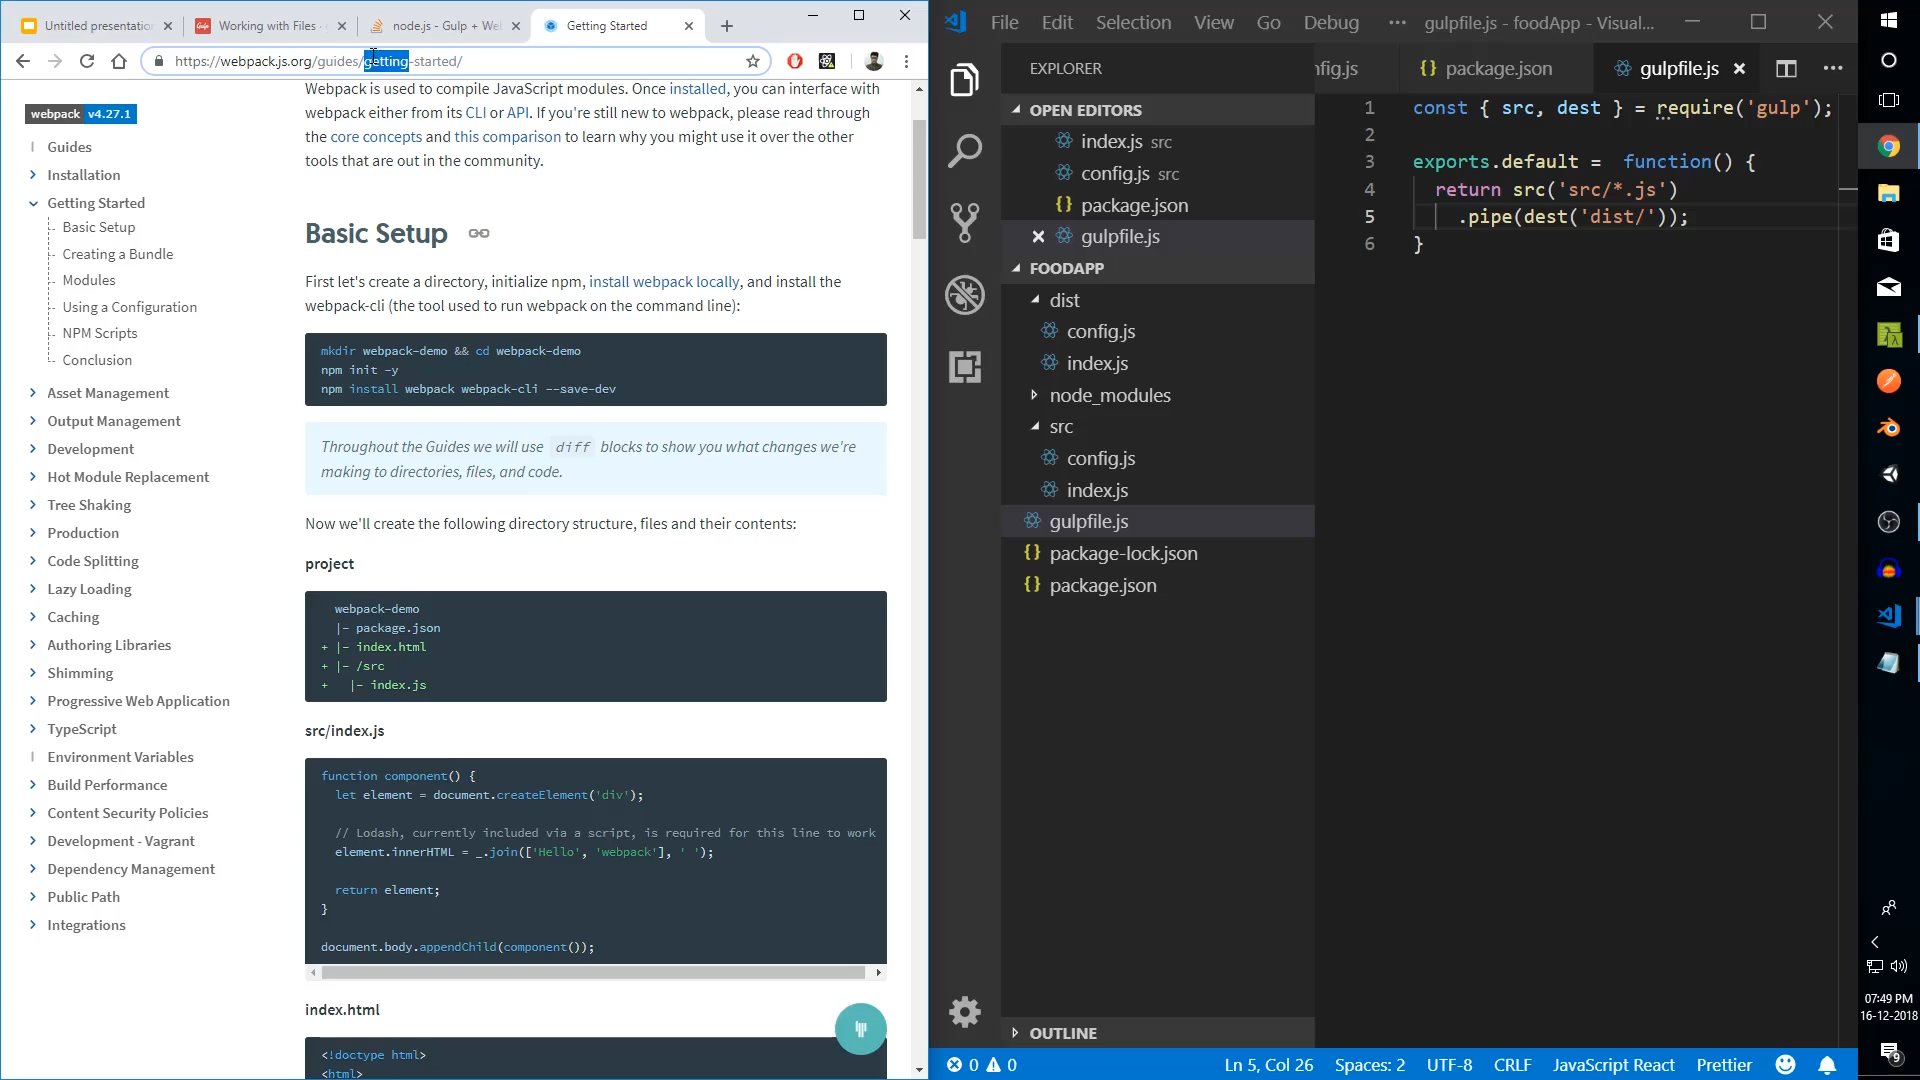 Untitled presentatio
Working with Files -
node.js - Gulp + We
Getting Started
https://webpack.js.org/guides/getting-started/
webpack v4.27.1
Guides
Installation
Getting Started
Basic Setup
Creating a Bundle
Modules
Using a Configuration
NPM Scripts
Conclusion
Asset Management
Output Management
Development
Hot Module Replacement
Tree Shaking
Production
Code Splitting
Lazy Loading
Caching
Authoring Libraries
Shimming
Progressive Web Application
TypeScript
Environment Variables
Build Performance
Content Security Policies
Development - Vagrant
Dependency Management
Public Path
Integrations
Webpack is used to compile JavaScript modules. Once installed, you can interface with
webpack either from its CLI or API. If you're still new to webpack, please read through
the core concepts and this comparison to learn why you might use it over the other
tools that are out in the community.
Basic Setup
First let's create a directory, initialize npm, install webpack locally, and install the
webpack-cli (the tool used to run webpack on the command line):
mkdir webpack-demo && cd webpack-demo
npm init -y
npm install webpack webpack-cli --save-dev
Throughout the Guides we will use diff blocks to show you what changes we're
making to directories, files, and code.
Now we'll create the following directory structure, files and their contents:
project
webpack-demo
|- package.json
+ |- index.html
+ |- /src
+ |- index.js
src/index.js
function component() {
let element = document.createElement('div');
// Lodash, currently included via a script, is required for this line to work
element.innerHTML = _.join(['Hello', 'webpack'], ' ');
return element;
}
document.body.appendChild(component());
index.html
<!doctype html>
<html>
File Edit Selection View Go Debug ··· gulpfile.js - foodApp - Visual...
EXPLORER
OPEN EDITORS
index.js src
config.js src
package.json
gulpfile.js
FOODAPP
dist
config.js
index.js
node_modules
src
config.js
index.js
gulpfile.js
package-lock.json
package.json
OUTLINE
nfig.js
package.json
gulpfile.js
1 const { src, dest } = require('gulp');
2
3 exports.default = function() {
4 return src('src/*.js')
5 .pipe(dest('dist/'));
6 }
0 0 Ln 5, Col 26 Spaces: 2 UTF-8 CRLF JavaScript React Prettier
07:49 PM
16-12-2018
9